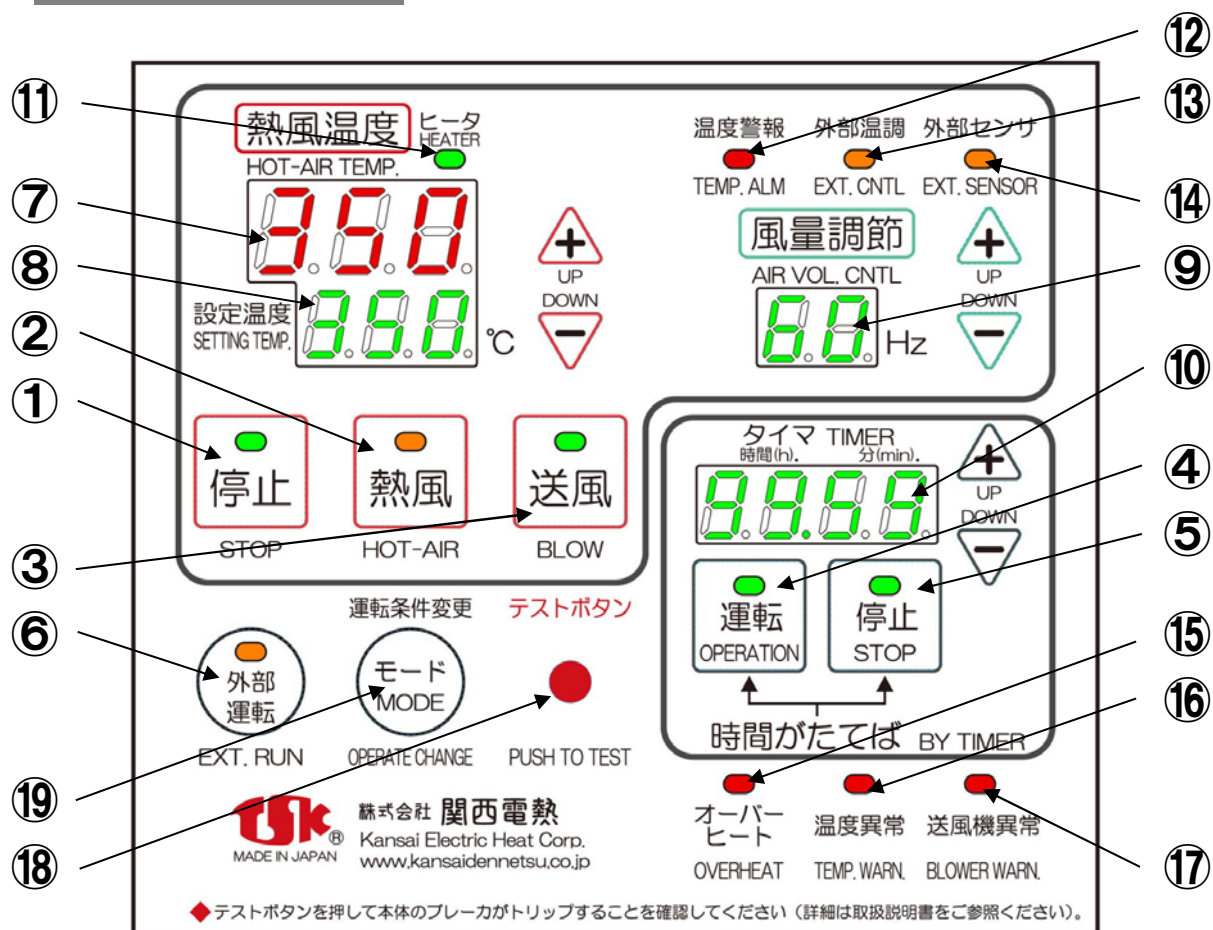 ⑫
⑪
⑬
熱風温度
ヒータ
HEATER
HOT-AIR TEMP.
温度警報
外部温調
外部センサ
TEMP. ALM
EXT. CNTL
EXT. SENSOR
⑭
⑦
350
+
UP
DOWN
−
風量調節
AIR VOL. CNTL
+
UP
DOWN
−
⑨
⑧
設定温度
SETTING TEMP.
350
℃
60
Hz
②
①
停止
STOP
熱風
HOT-AIR
送風
BLOW
③
⑩
タイマ TIMER
時間(h).
分(min).
99.59
+
UP
DOWN
−
④
⑤
運転
OPERATION
停止
STOP
時間がたてば BY TIMER
⑥
外部
運転
EXT. RUN
運転条件変更
モード
MODE
OPERATE CHANGE
テストボタン
PUSH TO TEST
⑮
⑯
オーバー
ヒート
OVERHEAT
温度異常
TEMP. WARN.
送風機異常
BLOWER WARN.
⑰
⑲
⑱
TSK®
MADE IN JAPAN
株式会社 関西電熱
Kansai Electric Heat Corp.
www.kansaidennetsu.co.jp
◆テストボタンを押して本体のブレーカがトリップすることを確認してください（詳細は取扱説明書をご参照ください）。